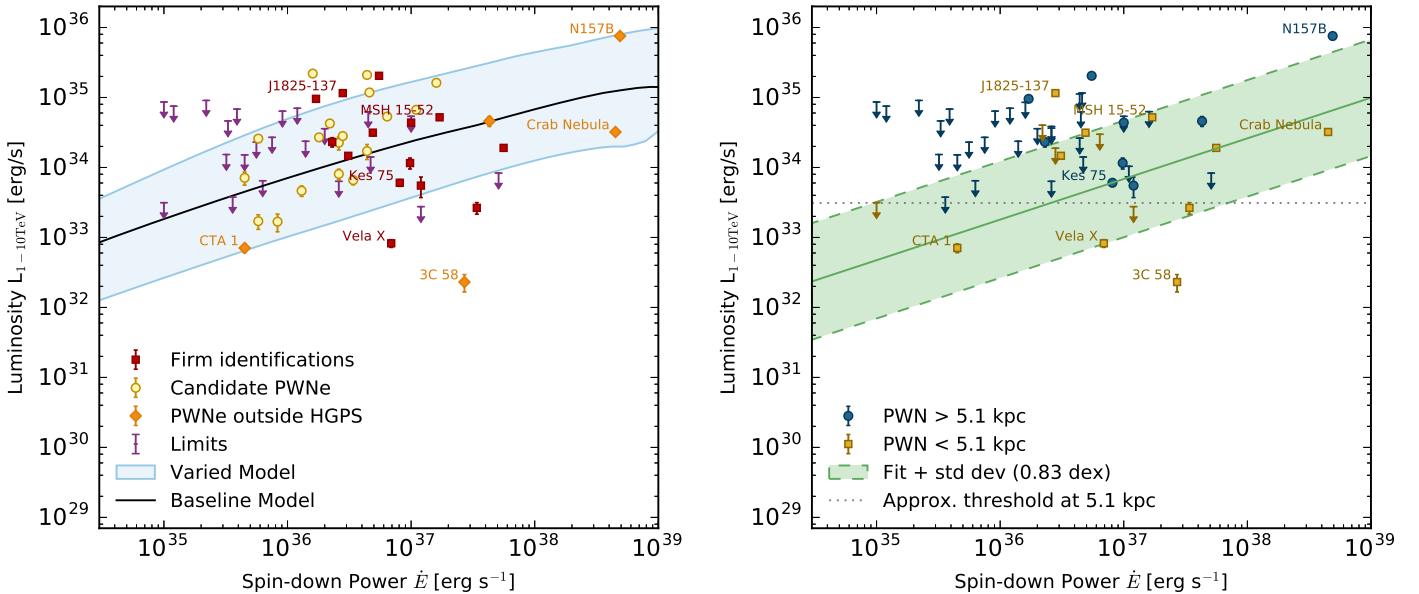 10^36
10^35
10^34
10^33
10^32
10^31
10^30
10^29
Luminosity L_{1−10TeV} [erg/s]
N157B
J1825-137
MSH 15-52
Crab Nebula
Kes 75
CTA 1
Vela X
3C 58
Firm identifications
Candidate PWNe
PWNe outside HGPS
Limits
Varied Model
Baseline Model
10^35
10^36
10^37
10^38
10^39
Spin-down Power Ė [erg s^−1]
10^36
10^35
10^34
10^33
10^32
10^31
10^30
10^29
Luminosity L_{1−10TeV} [erg/s]
N157B
J1825-137
MSH 15-52
Crab Nebula
Kes 75
CTA 1
Vela X
3C 58
PWN > 5.1 kpc
PWN < 5.1 kpc
Fit + std dev (0.83 dex)
Approx. threshold at 5.1 kpc
10^35
10^36
10^37
10^38
10^39
Spin-down Power Ė [erg s^−1]